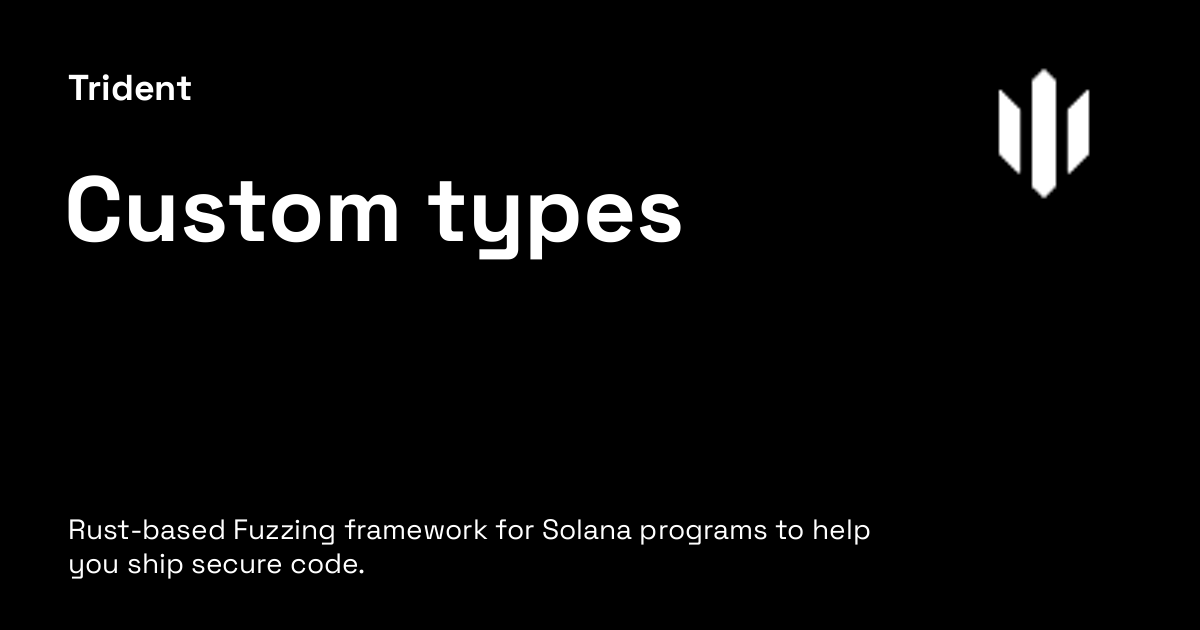 Trident
Custom types
Rust-based Fuzzing framework for Solana programs to help
you ship secure code.